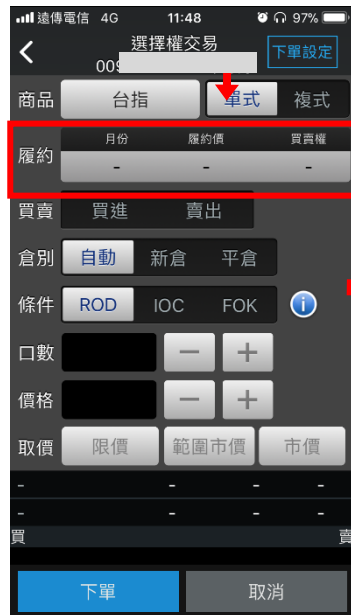 遠傳電信 4G 11:48 97%
選擇權交易 下單設定
009
商品 台指 單式 複式
月份 履約價 買賣權
履約 - - -
買賣 買進 賣出
倉別 自動 新倉 平倉
條件 ROD IOC FOK i
口數 － ＋
價格 － ＋
取價 限價 範圍市價 市價
- - - -
- - - -
買 賣
下單 取消